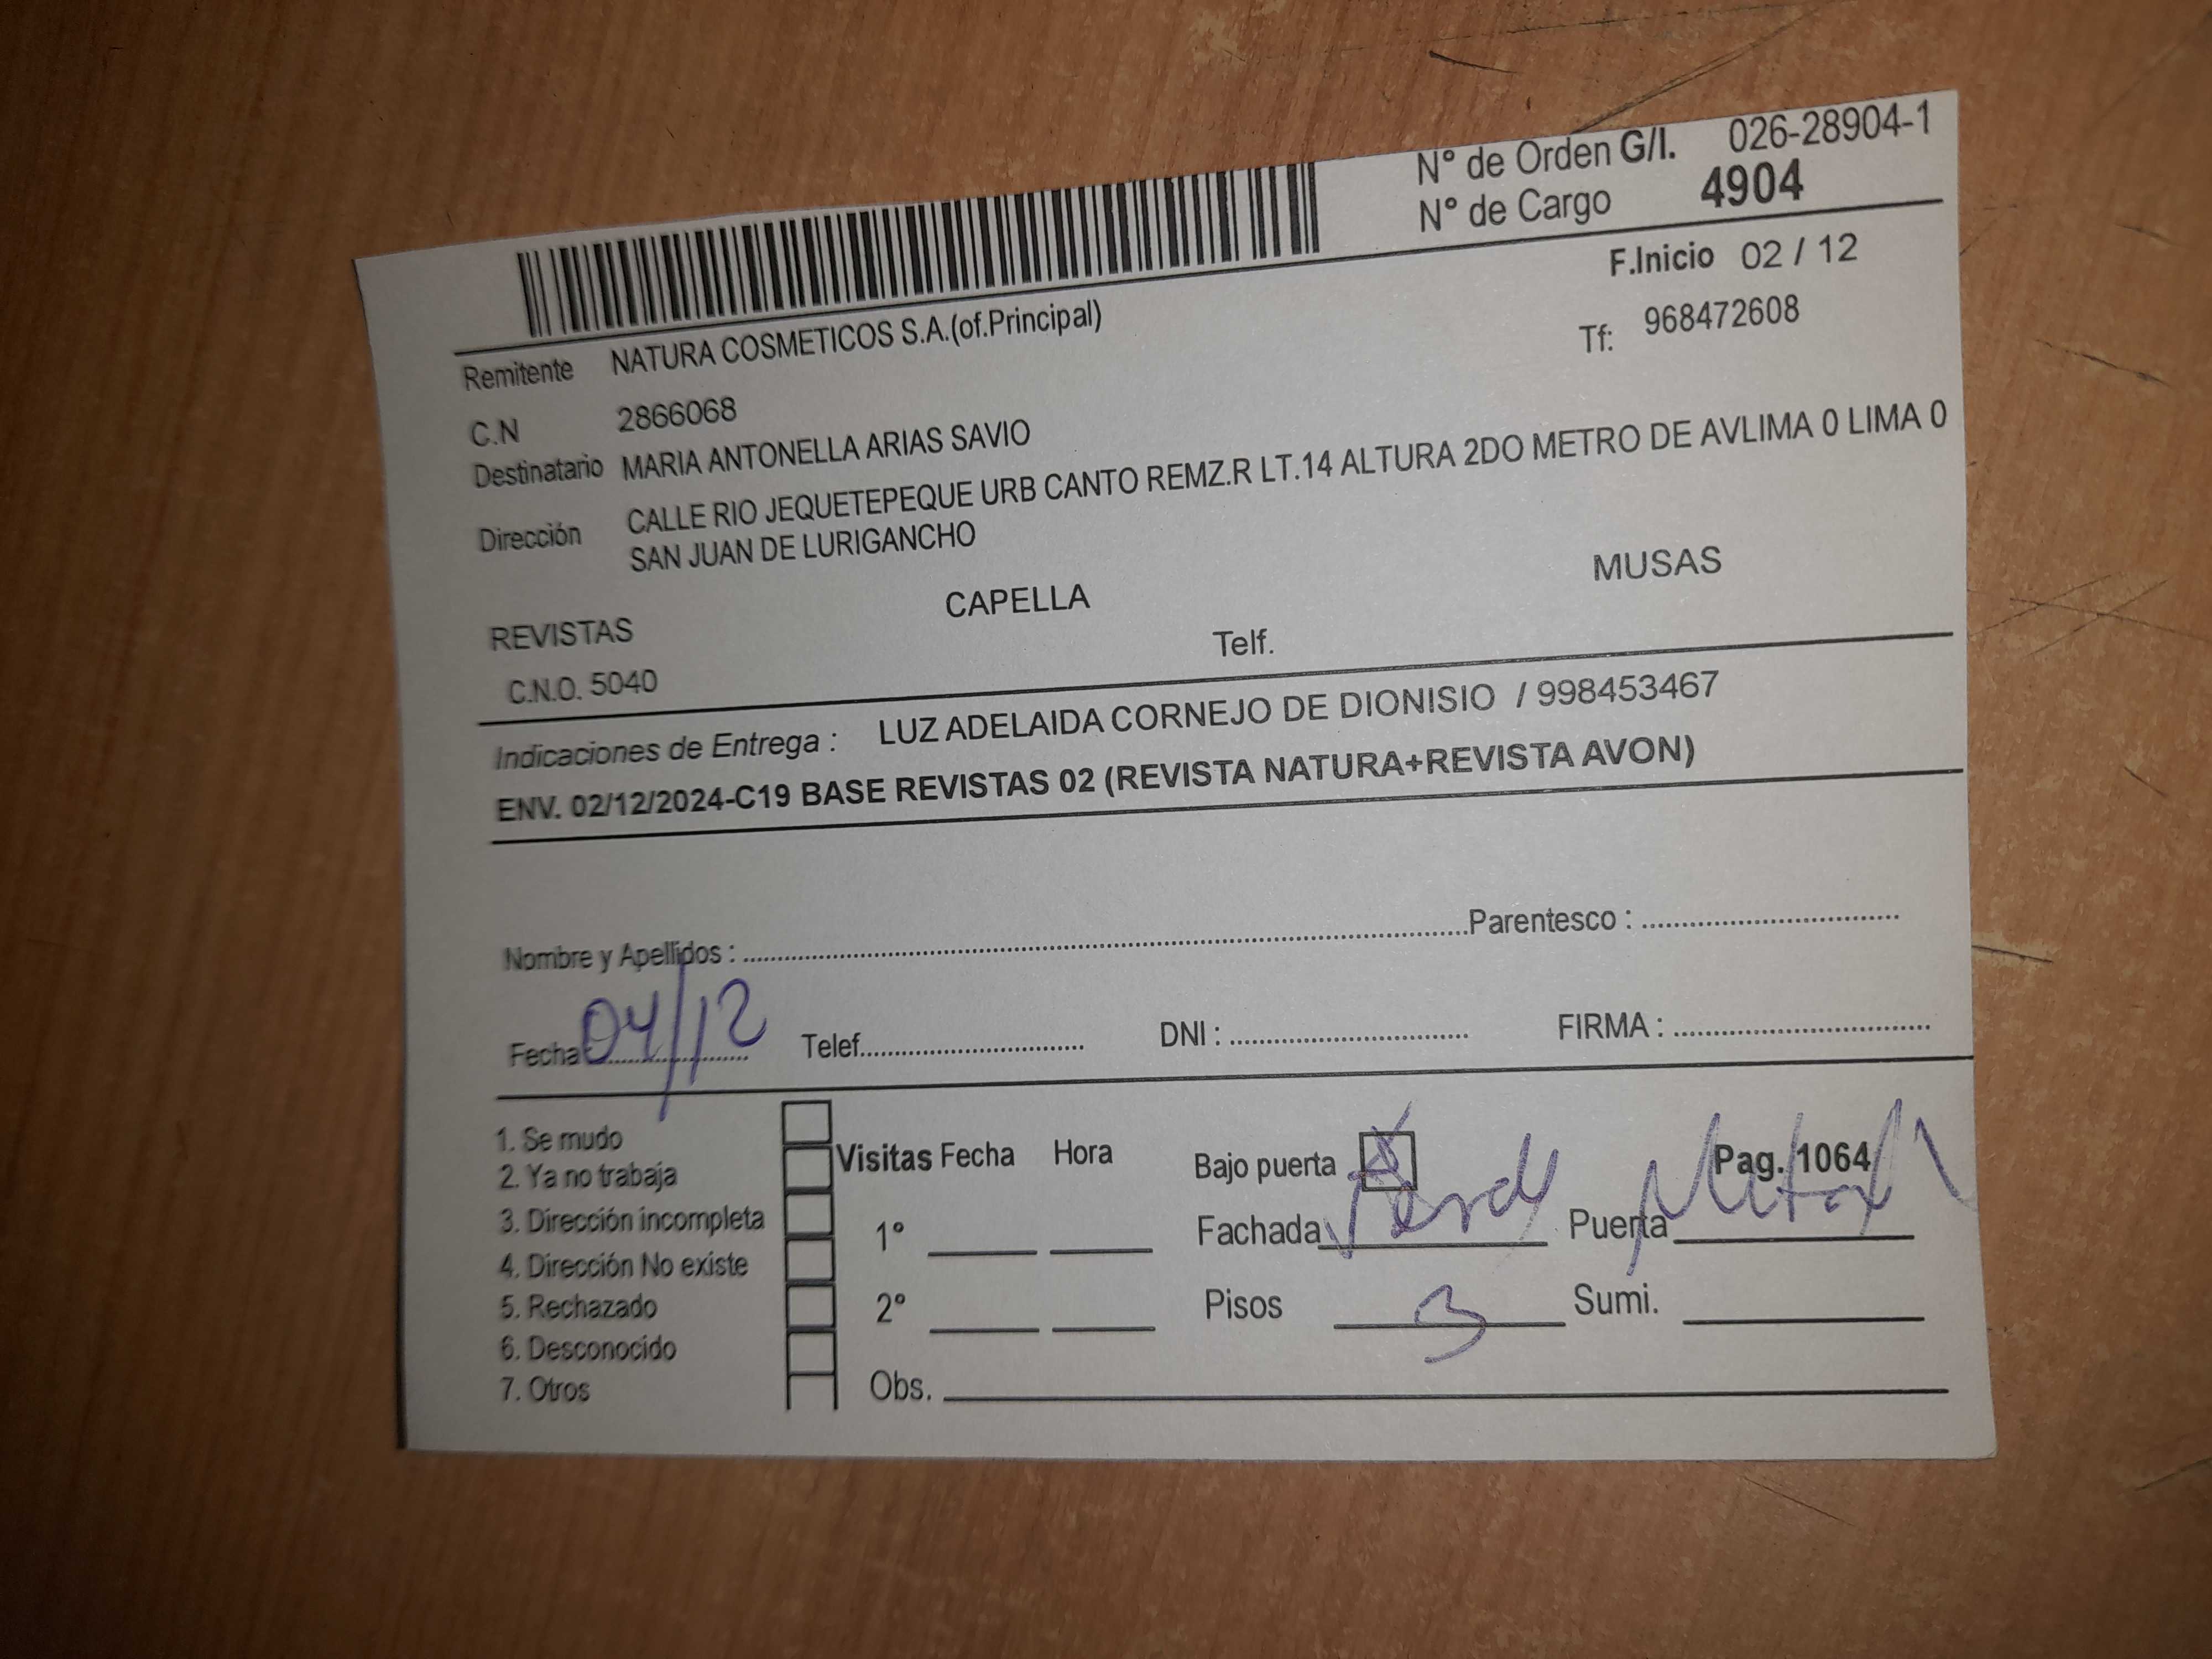 N° de Orden G/I. 026-28904-1
N° de Cargo 4904
F.Inicio 02 / 12
Remitente NATURA COSMETICOS S.A.(of.Principal) Tf: 968472608
C.N 2866068
Destinatario MARIA ANTONELLA ARIAS SAVIO
Dirección CALLE RIO JEQUETEPEQUE URB CANTO REMZ.R LT.14 ALTURA 2DO METRO DE AVLIMA 0 LIMA 0
SAN JUAN DE LURIGANCHO
REVISTAS CAPELLA MUSAS
C.N.O. 5040 Telf.
Indicaciones de Entrega : LUZ ADELAIDA CORNEJO DE DIONISIO / 998453467
ENV. 02/12/2024-C19 BASE REVISTAS 02 (REVISTA NATURA+REVISTA AVON)
Nombre y Apellidos : Parentesco :
Fecha 04/12 Telef. DNI : FIRMA :
1. Se mudo
2. Ya no trabaja
3. Dirección incompleta
4. Dirección No existe
5. Rechazado
6. Desconocido
7. Otros
Visitas Fecha Hora
1°
2°
Obs.
Bajo puerta X Pag. 1064
Fachada Puerta
Pisos 3 Sumi.